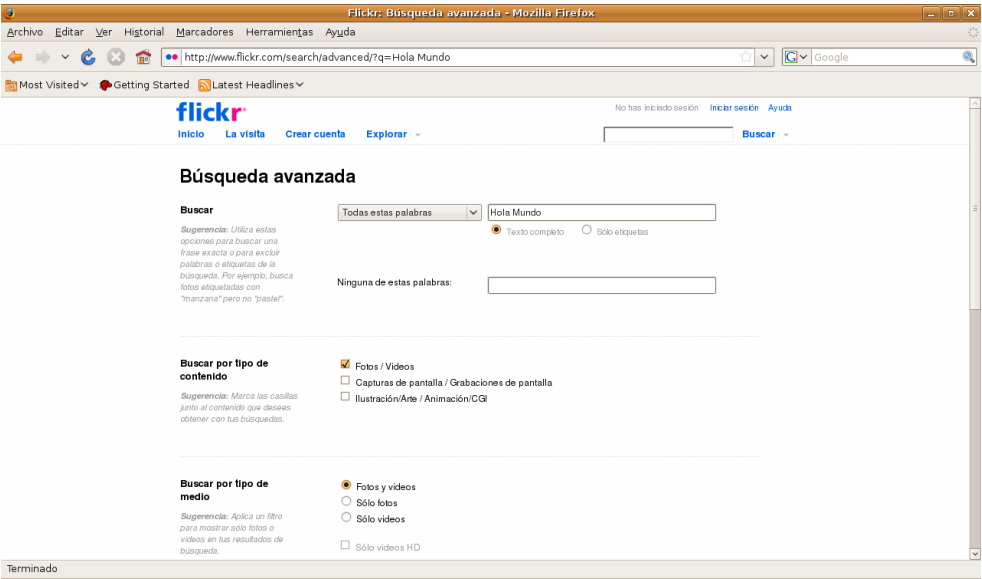 Flickr: Búsqueda avanzada - Mozilla Firefox
Archivo Editar Ver Historial Marcadores Herramientas Ayuda
http://www.flickr.com/search/advanced/?q=Hola Mundo
G Google
Most Visited Getting Started Latest Headlines
flickr
No has iniciado sesión Iniciar sesión Ayuda
Inicio La visita Crear cuenta Explorar Buscar
Búsqueda avanzada
Buscar
Todas estas palabras Hola Mundo
Sugerencia: Utiliza estas
opciones para buscar una
frase exacta o para excluir
palabras o etiquetas de la
búsqueda. Por ejemplo, busca
fotos etiquetadas con
"manzana" pero no "pastel".
Texto completo Sólo etiquetas
Ninguna de estas palabras:
Buscar por tipo de
contenido
Sugerencia: Marca las casillas
junto al contenido que desees
obtener con tus búsquedas.
Fotos / Videos
Capturas de pantalla / Grabaciones de pantalla
Ilustración/Arte / Animación/CGI
Buscar por tipo de
medio
Sugerencia: Aplica un filtro
para mostrar sólo fotos o
videos en tus resultados de
búsqueda.
Fotos y videos
Sólo fotos
Sólo videos
Sólo videos HD
Terminado